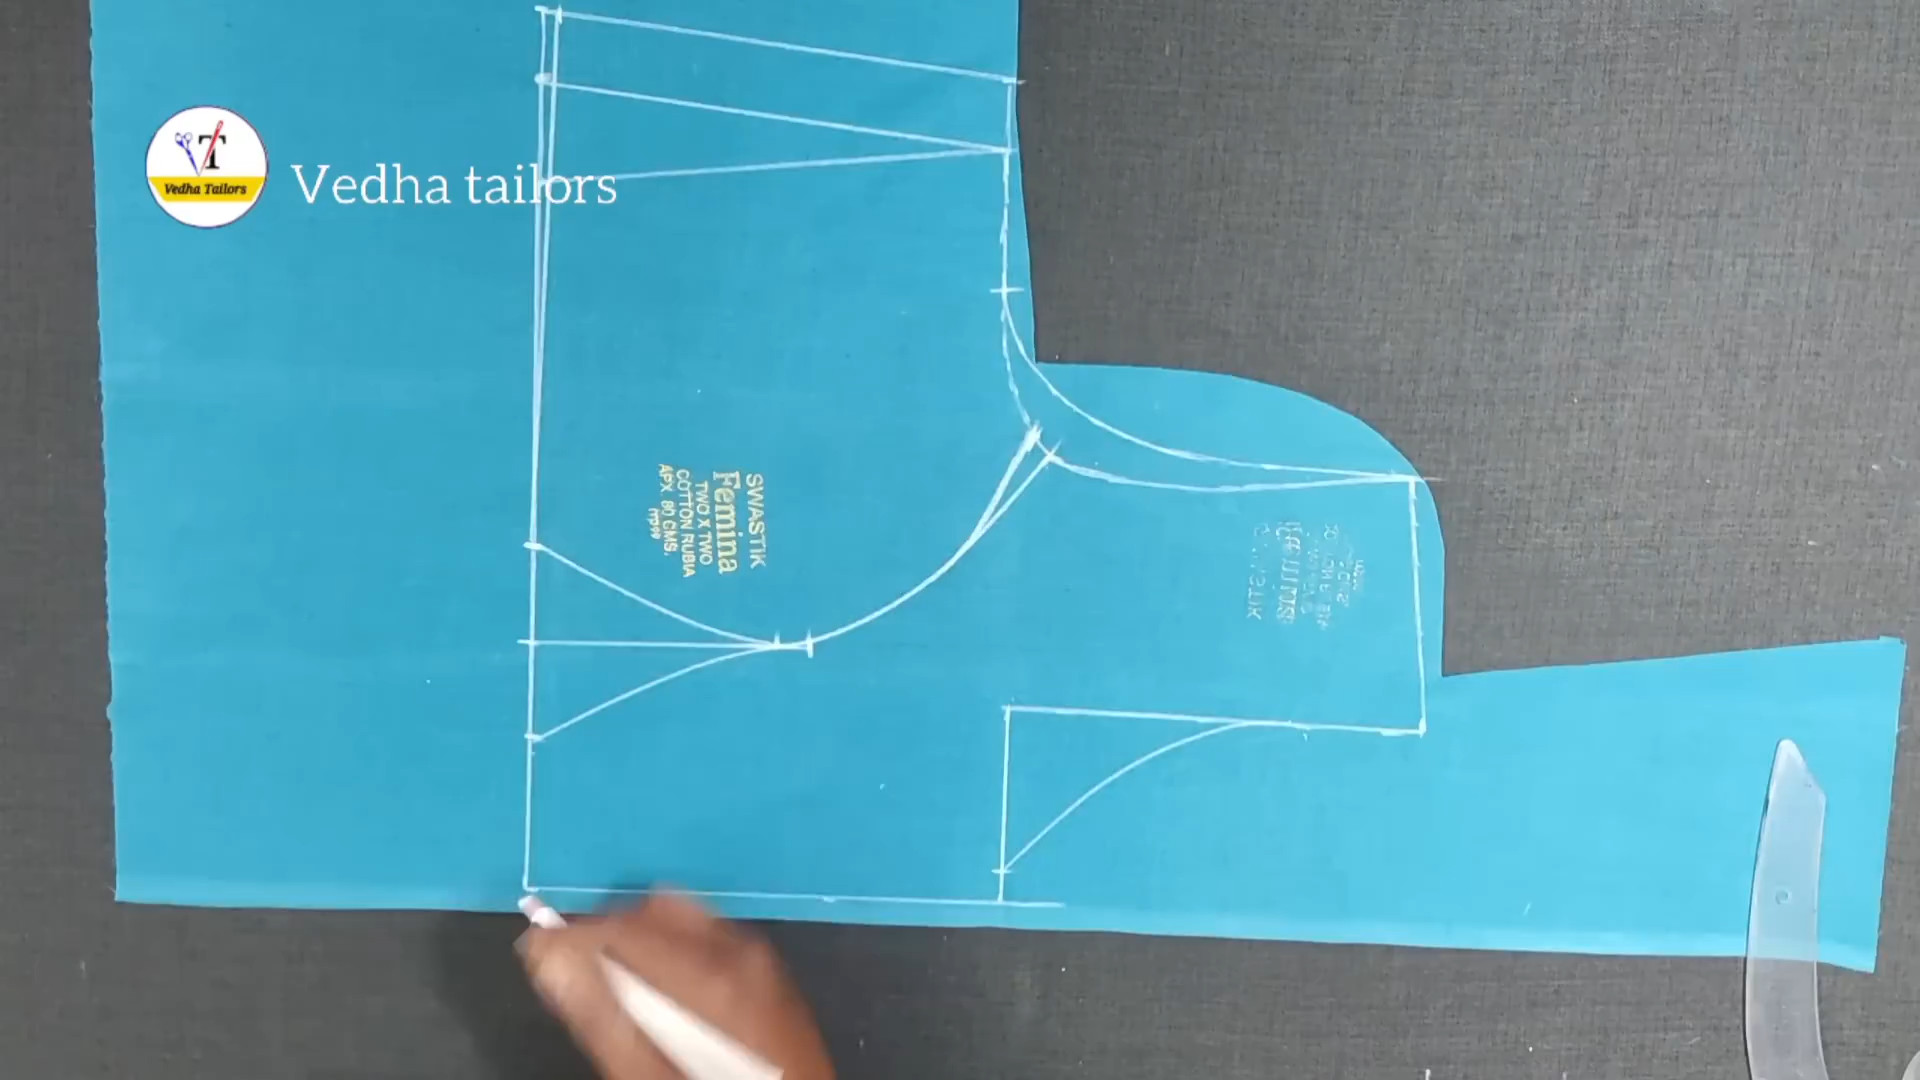 T
Vedha Tailors
Vedha tailors
SWASTIK
Femina
TWO X TWO
COTTON RUBIA
APX. 80 CMS.